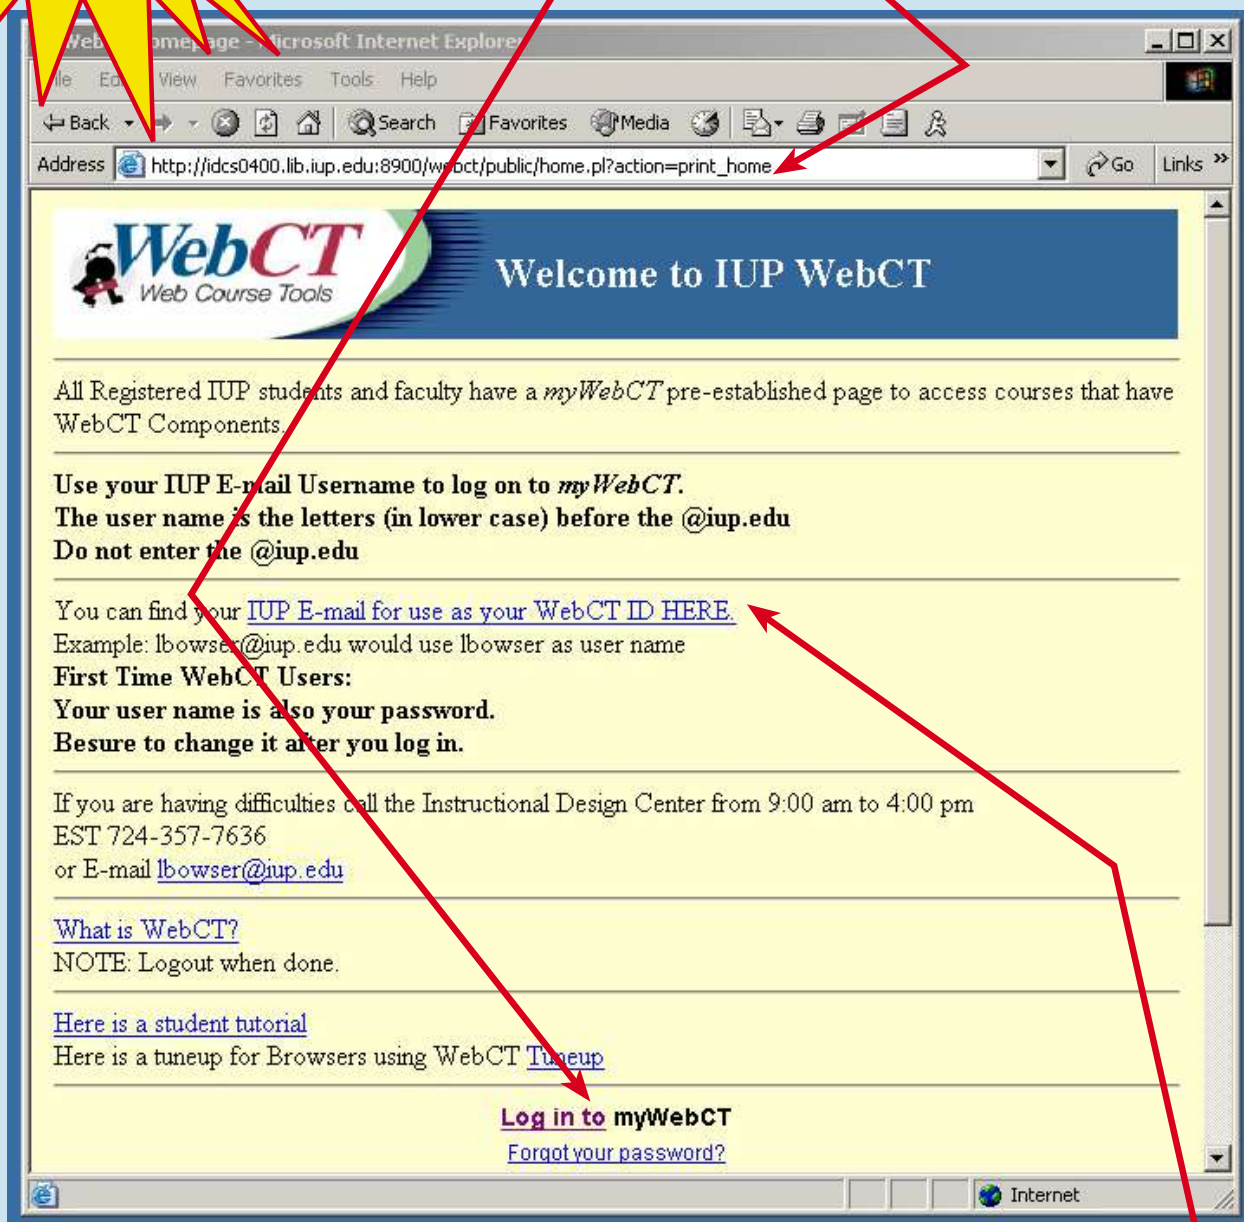 Homepage - Microsoft Internet Explorer
File Edit View Favorites Tools Help
Back Search Favorites Media
Address http://idcs0400.lib.iup.edu:8900/webct/public/home.pl?action=print_home Go Links »
WebCT
Web Course Tools
Welcome to IUP WebCT
All Registered IUP students and faculty have a myWebCT pre-established page to access courses that have
WebCT Components.
Use your IUP E-mail Username to log on to myWebCT.
The user name is the letters (in lower case) before the @iup.edu
Do not enter the @iup.edu
You can find your IUP E-mail for use as your WebCT ID HERE.
Example: lbowser@iup.edu would use lbowser as user name
First Time WebCT Users:
Your user name is also your password.
Besure to change it after you log in.
If you are having difficulties call the Instructional Design Center from 9:00 am to 4:00 pm
EST 724-357-7636
or E-mail lbowser@iup.edu
What is WebCT?
NOTE: Logout when done.
Here is a student tutorial
Here is a tuneup for Browsers using WebCT Tuneup
Log in to myWebCT
Forgot your password?
Internet